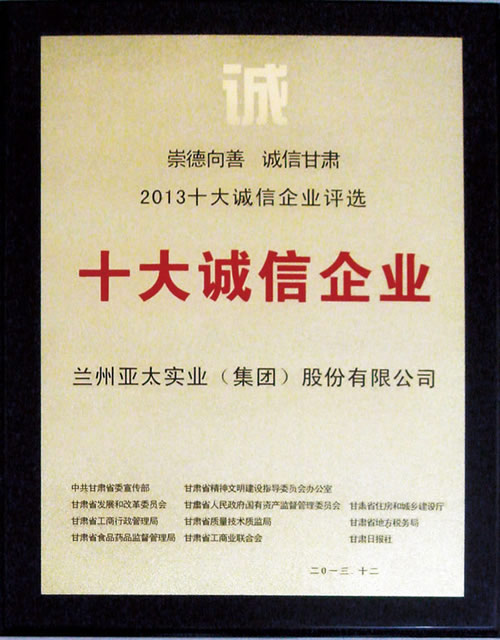 诚
崇德向善 诚信甘肃
2013十大诚信企业评选
十大诚信企业
兰州亚太实业（集团）股份有限公司
中共甘肃省委宣传部 甘肃省精神文明建设指导委员会办公室
甘肃省发展和改革委员会 甘肃省人民政府国有资产监督管理委员会 甘肃省住房和城乡建设厅
甘肃省工商行政管理局 甘肃省质量技术质监局 甘肃省地方税务局
甘肃省食品药品监督管理局 甘肃省工商业联合会 甘肃日报社
二〇一三．十二